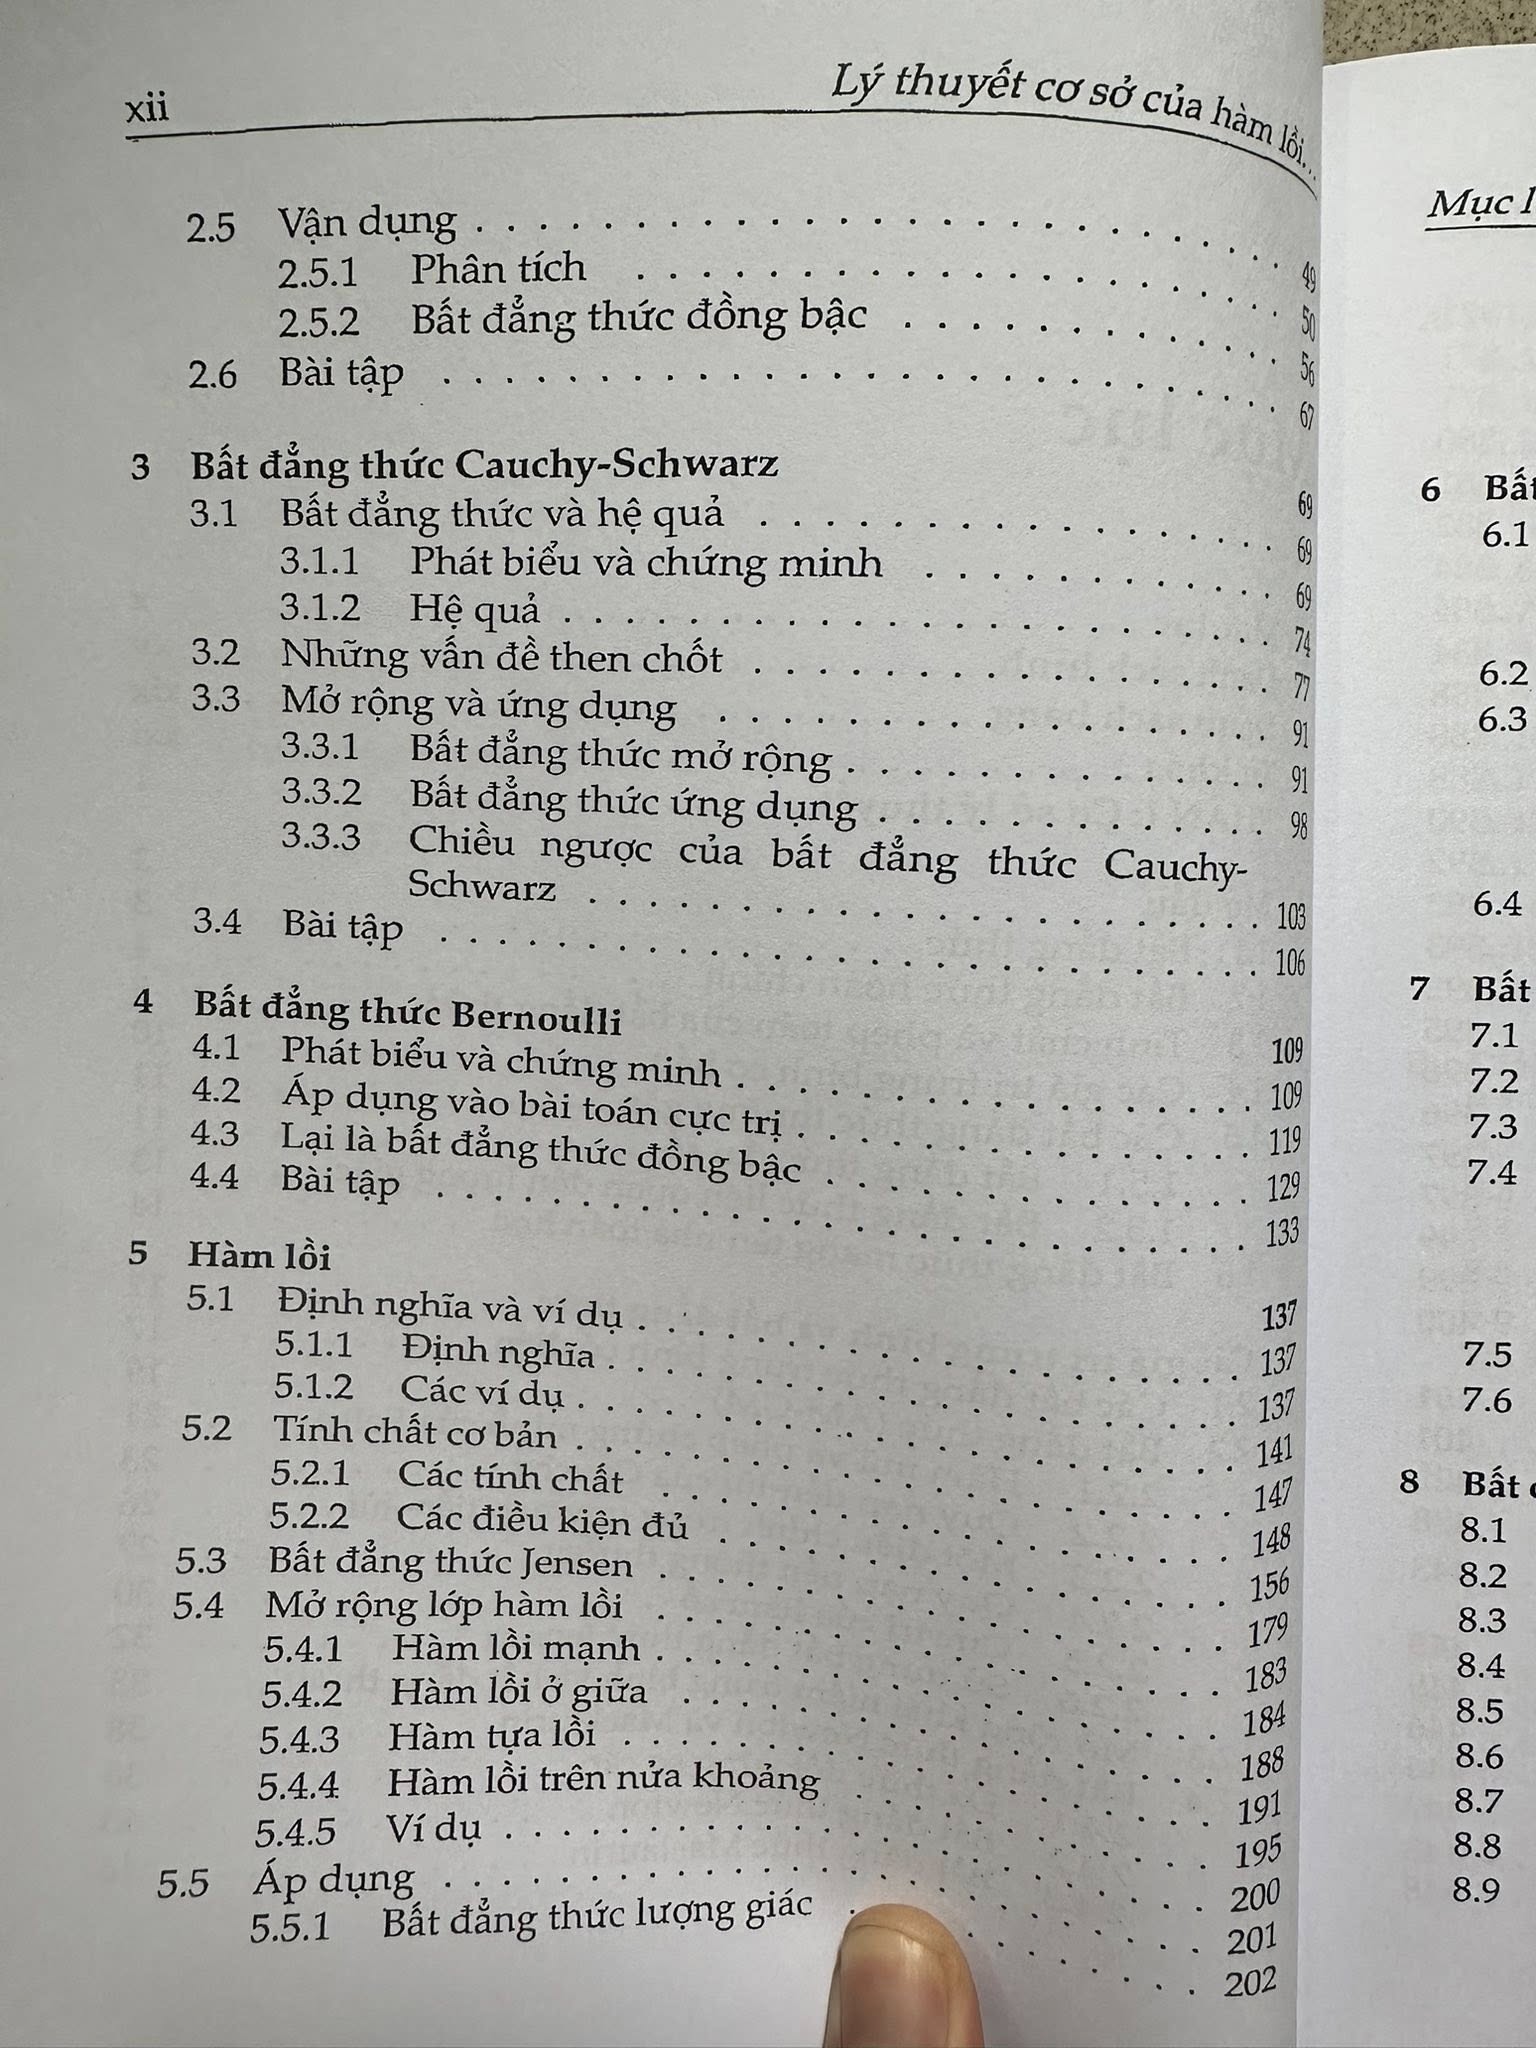 xii Lý thuyết cơ sở của hàm lồi...
2.5 Vận dụng . . . . . . . . . . . . . . . . . . . . 49
2.5.1 Phân tích . . . . . . . . . . . . . . . . 50
2.5.2 Bất đẳng thức đồng bậc . . . . . . . . . . 56
2.6 Bài tập . . . . . . . . . . . . . . . . . . . . 67
3 Bất đẳng thức Cauchy-Schwarz 69
3.1 Bất đẳng thức và hệ quả . . . . . . . . . . . . 69
3.1.1 Phát biểu và chứng minh . . . . . . . . . . 69
3.1.2 Hệ quả . . . . . . . . . . . . . . . . . 74
3.2 Những vấn đề then chốt . . . . . . . . . . . . 77
3.3 Mở rộng và ứng dụng . . . . . . . . . . . . . 91
3.3.1 Bất đẳng thức mở rộng . . . . . . . . . . 91
3.3.2 Bất đẳng thức ứng dụng . . . . . . . . . . 98
3.3.3 Chiều ngược của bất đẳng thức Cauchy-
Schwarz . . . . . . . . . . . . . . . . . 103
3.4 Bài tập . . . . . . . . . . . . . . . . . . . . 106
4 Bất đẳng thức Bernoulli 109
4.1 Phát biểu và chứng minh . . . . . . . . . . . . 109
4.2 Áp dụng vào bài toán cực trị . . . . . . . . . . 119
4.3 Lại là bất đẳng thức đồng bậc . . . . . . . . . 129
4.4 Bài tập . . . . . . . . . . . . . . . . . . . . 133
5 Hàm lồi 137
5.1 Định nghĩa và ví dụ . . . . . . . . . . . . . . 137
5.1.1 Định nghĩa . . . . . . . . . . . . . . . 137
5.1.2 Các ví dụ . . . . . . . . . . . . . . . . 141
5.2 Tính chất cơ bản . . . . . . . . . . . . . . . 147
5.2.1 Các tính chất . . . . . . . . . . . . . . 148
5.2.2 Các điều kiện đủ . . . . . . . . . . . . . 156
5.3 Bất đẳng thức Jensen . . . . . . . . . . . . . 179
5.4 Mở rộng lớp hàm lồi . . . . . . . . . . . . . 183
5.4.1 Hàm lồi mạnh . . . . . . . . . . . . . . 184
5.4.2 Hàm lồi ở giữa . . . . . . . . . . . . . 188
5.4.3 Hàm tựa lồi . . . . . . . . . . . . . . . 191
5.4.4 Hàm lồi trên nửa khoảng . . . . . . . . . . 195
5.4.5 Ví dụ . . . . . . . . . . . . . . . . . . 200
5.5 Áp dụng . . . . . . . . . . . . . . . . . . . 201
5.5.1 Bất đẳng thức lượng giác . . . . . . . . . . 202
Mục l
6 Bất
6.1
6.2
6.3
6.4
7 Bất
7.1
7.2
7.3
7.4
7.5
7.6
8 Bất
8.1
8.2
8.3
8.4
8.5
8.6
8.7
8.8
8.9